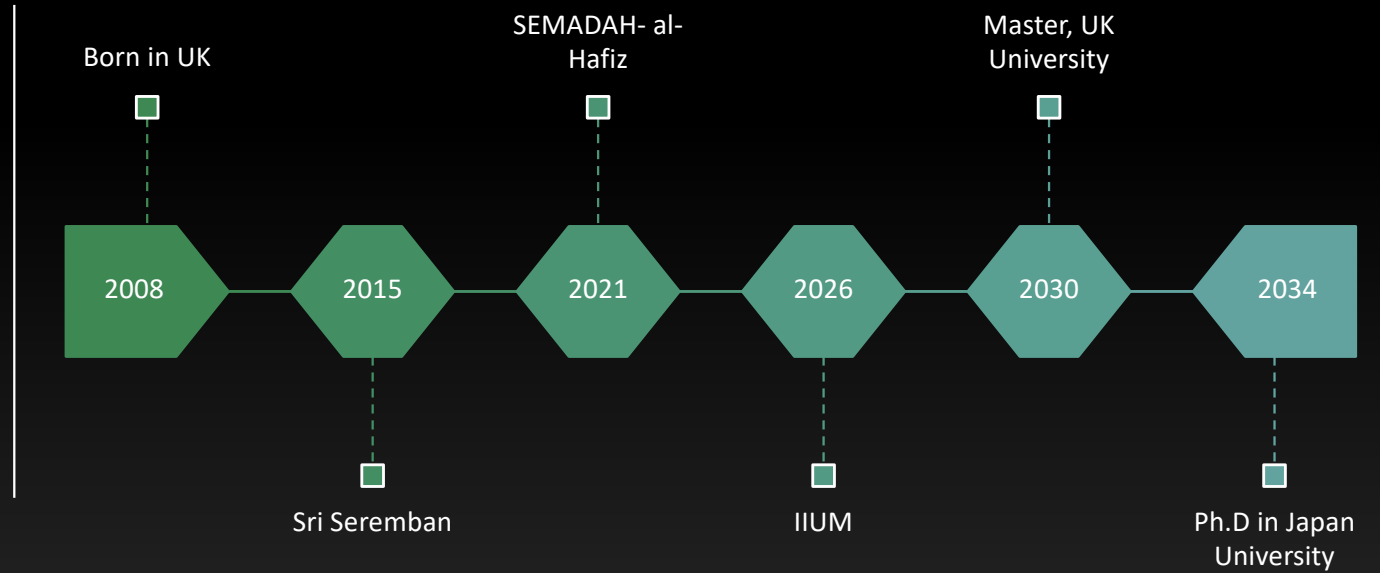 Born in UK
SEMADAH- al-
Hafiz
Master, UK
University
2008
2015
2021
2026
2030
2034
Sri Seremban
IIUM
Ph.D in Japan
University